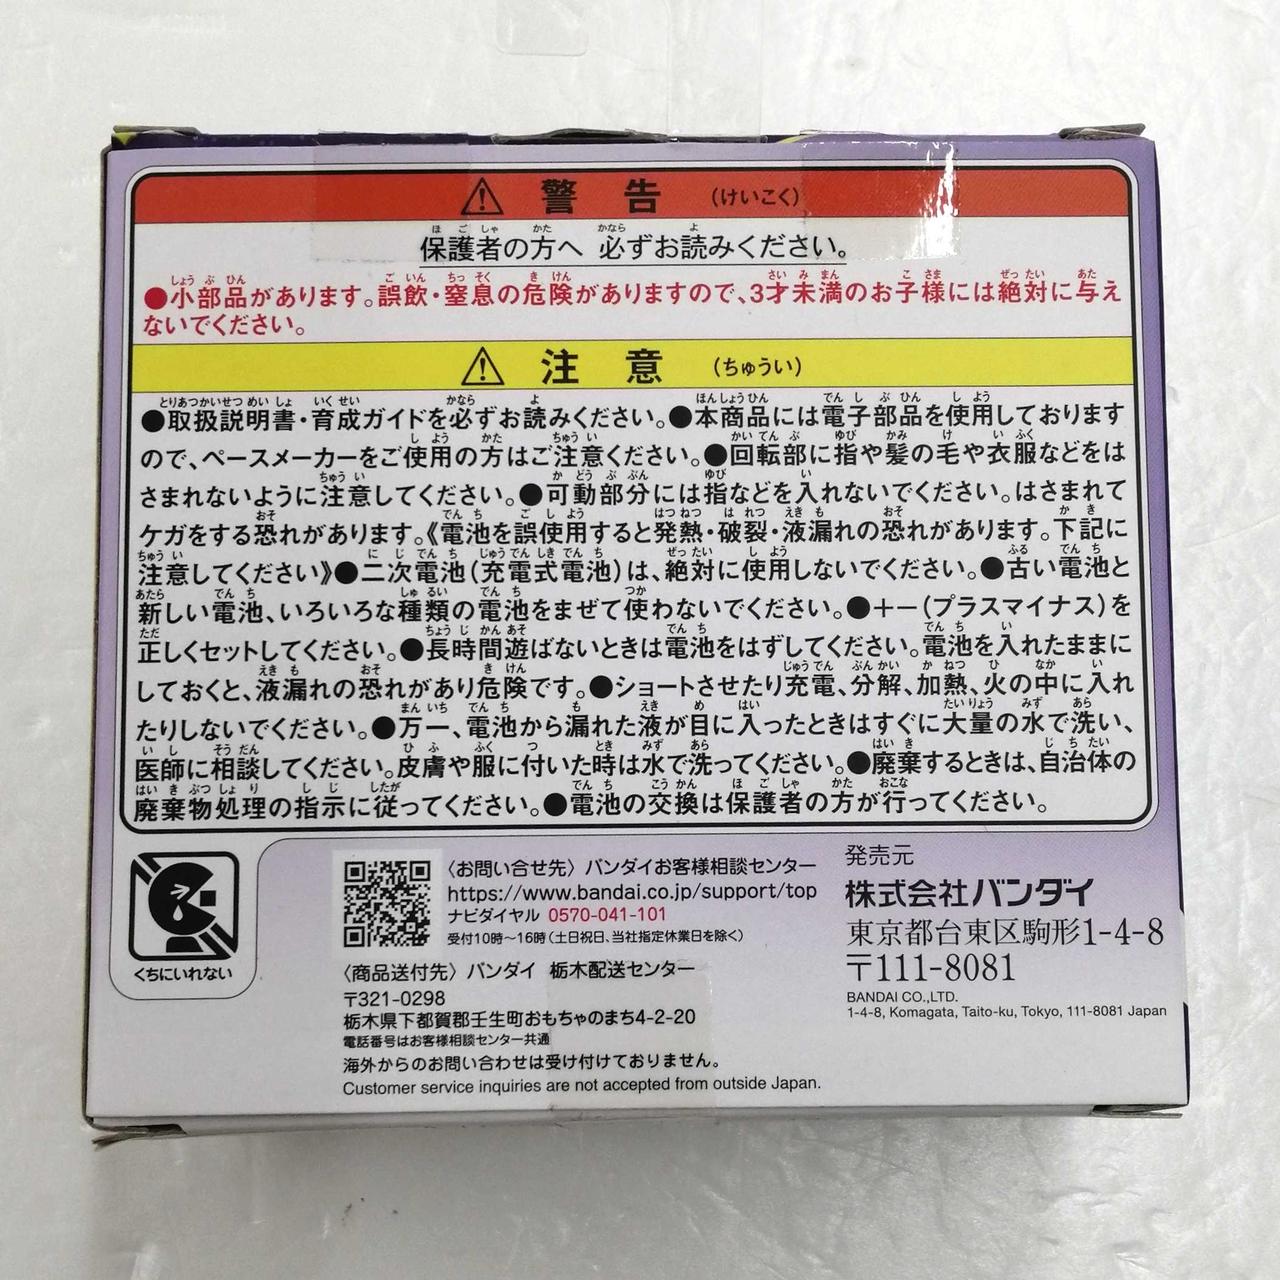 警告 (けいこく)
保護者の方へ 必ずお読みください。
●小部品があります。誤飲・窒息の危険がありますので、3才未満のお子様には絶対に与え
ないでください。
注意 (ちゅうい)
●取扱説明書・育成ガイドを必ずお読みください。●本商品には電子部品を使用しております
ので、ペースメーカーをご使用の方はご注意ください。●回転部に指や髪の毛や衣服などをは
さまれないように注意してください。●可動部分には指などを入れないでください。はさまれて
ケガをする恐れがあります。《電池を誤使用すると発熱・破裂・液漏れの恐れがあります。下記に
注意してください》●二次電池(充電式電池)は、絶対に使用しないでください。●古い電池と
新しい電池、いろいろな種類の電池をまぜて使わないでください。●+−(プラスマイナス)を
正しくセットしてください。●長時間遊ばないときは電池をはずしてください。電池を入れたままに
しておくと、液漏れの恐れがあり危険です。●ショートさせたり充電、分解、加熱、火の中に入れ
たりしないでください。●万一、電池から漏れた液が目に入ったときはすぐに大量の水で洗い、
医師に相談してください。皮膚や服に付いた時は水で洗ってください。●廃棄するときは、自治体の
廃棄物処理の指示に従ってください。●電池の交換は保護者の方が行ってください。
くちにいれない
〈お問い合せ先〉バンダイお客様相談センター
https://www.bandai.co.jp/support/top
ナビダイヤル 0570-041-101
受付10時〜16時(土日祝日、当社指定休業日を除く)
〈商品送付先〉バンダイ 栃木配送センター
〒321-0298
栃木県下都賀郡壬生町おもちゃのまち4-2-20
電話番号はお客様相談センター共通
海外からのお問い合わせは受け付けておりません。
Customer service inquiries are not accepted from outside Japan.
発売元
株式会社バンダイ
東京都台東区駒形1-4-8
〒111-8081
BANDAI CO.,LTD.
1-4-8, Komagata, Taito-ku, Tokyo, 111-8081 Japan